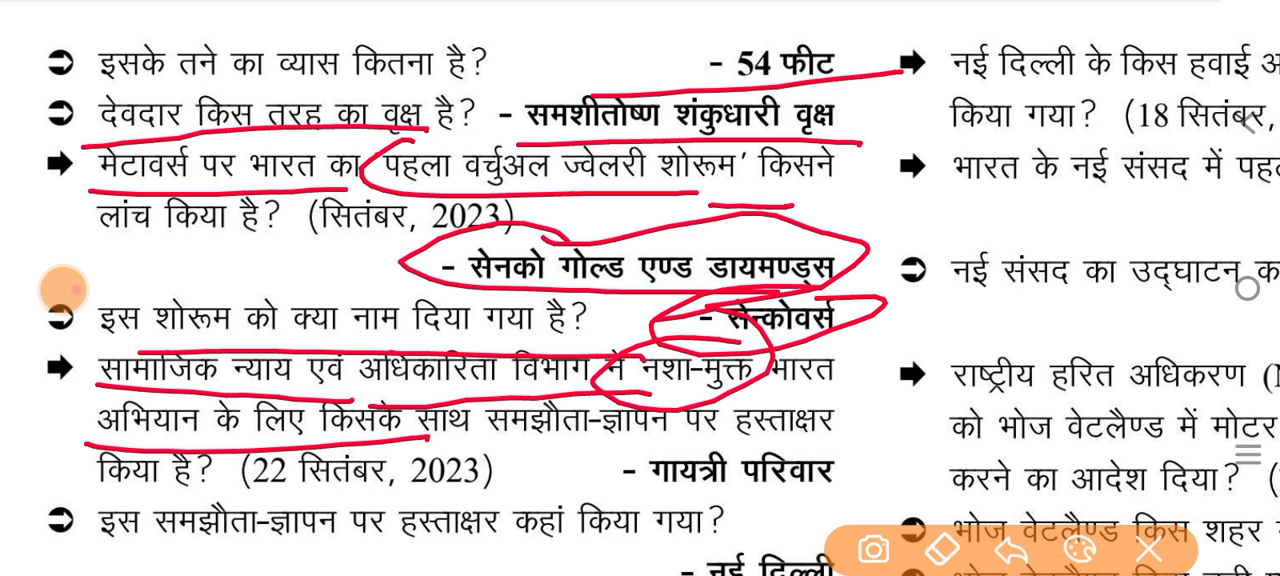 ➲ इसके तने का व्यास कितना है? - 54 फीट
➲ देवदार किस तरह का वृक्ष है? - समशीतोष्ण शंकुधारी वृक्ष
➡ मेटावर्स पर भारत का 'पहला वर्चुअल ज्वेलरी शोरूम' किसने
लांच किया है? (सितंबर, 2023)
- सेनको गोल्ड एण्ड डायमण्ड्स
➲ इस शोरूम को क्या नाम दिया गया है? - सेन्कोवर्स
➡ सामाजिक न्याय एवं अधिकारिता विभाग ने नशा-मुक्त भारत
अभियान के लिए किसके साथ समझौता-ज्ञापन पर हस्ताक्षर
किया है? (22 सितंबर, 2023) - गायत्री परिवार
➲ इस समझौता-ज्ञापन पर हस्ताक्षर कहां किया गया?
- नई दिल्ली
➡ नई दिल्ली के किस हवाई
किया गया? (18 सितंबर,
➡ भारत के नई संसद में
➲ नई संसद का उद्घाटन
➡ राष्ट्रीय हरित अधिकरण
को भोज वेटलैण्ड में मोटर
करने का आदेश दिया?
➲ भोज वेटलैण्ड किस शहर